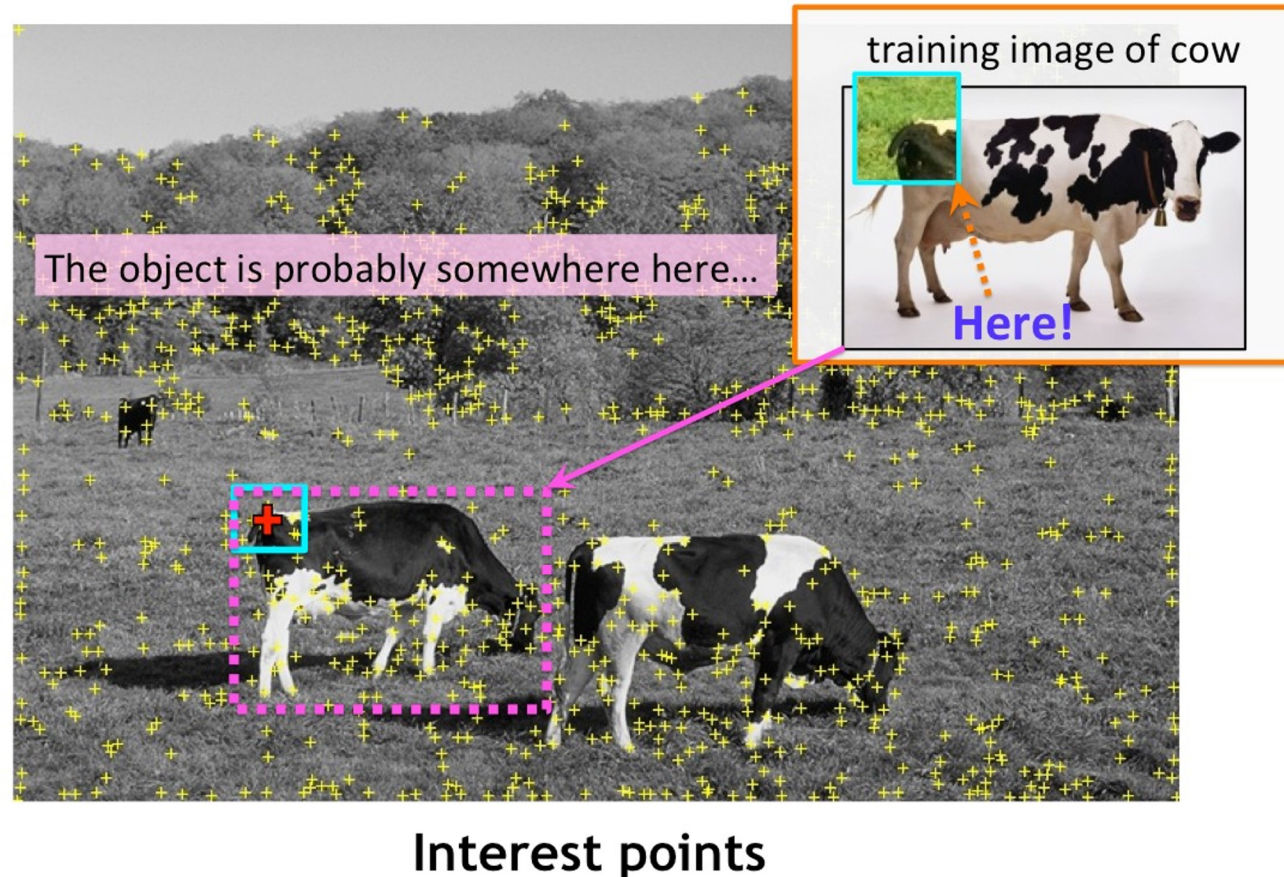 training image of cow
The object is probably somewhere here...
Here!
Interest points